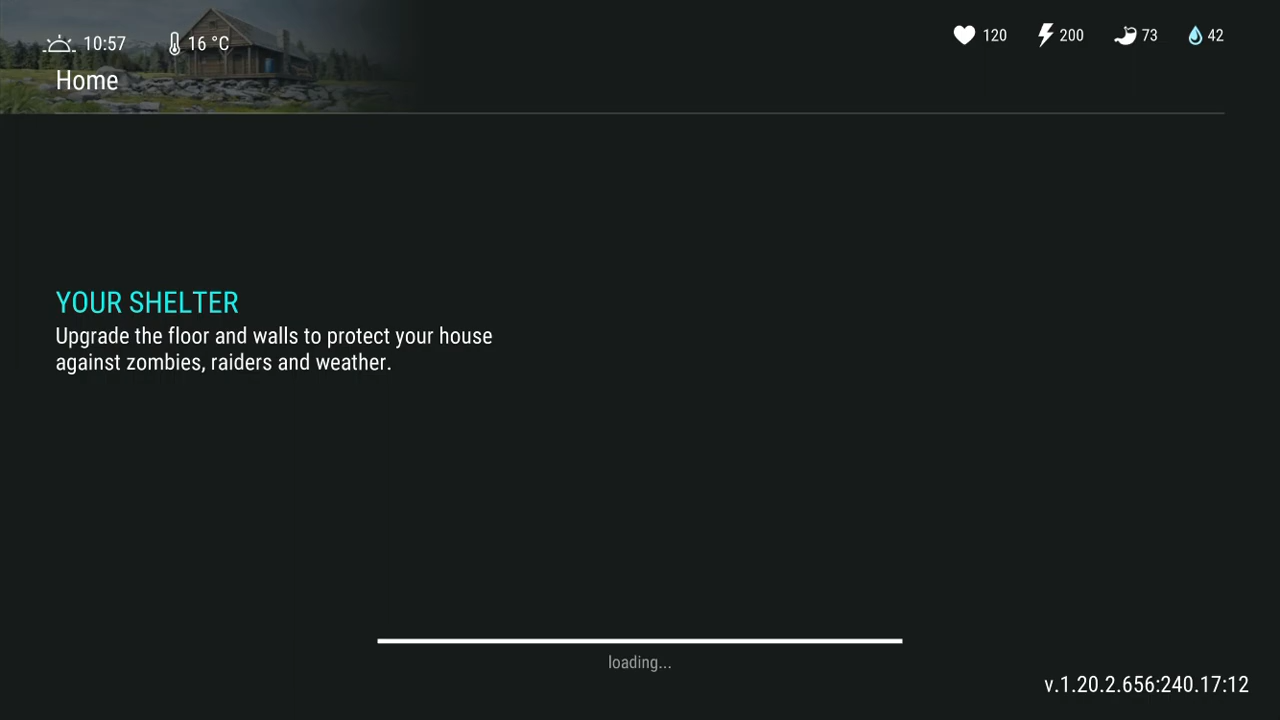 10:57 16 °C 120 200 73 42
Home
YOUR SHELTER
Upgrade the floor and walls to protect your house
against zombies, raiders and weather.
loading...
v.1.20.2.656:240.17:12